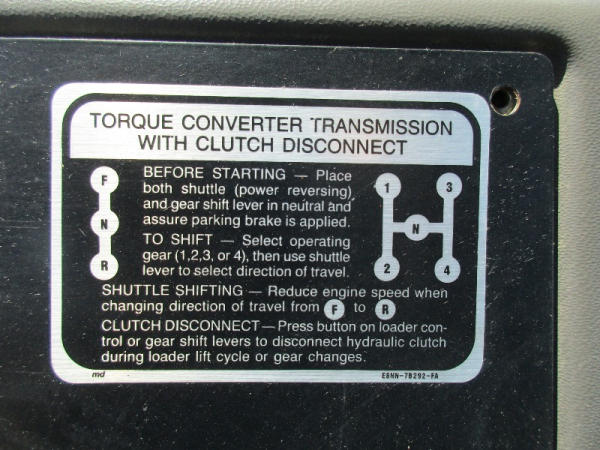 TORQUE CONVERTER TRANSMISSION
WITH CLUTCH DISCONNECT
F
N
R
BEFORE STARTING — Place
both shuttle (power reversing)
and gear shift lever in neutral and
assure parking brake is applied.
TO SHIFT — Select operating
gear (1,2,3, or 4), then use shuttle
lever to select direction of travel.
1 3
N
2 4
SHUTTLE SHIFTING — Reduce engine speed when
changing direction of travel from F to R
CLUTCH DISCONNECT — Press button on loader con-
trol or gear shift levers to disconnect hydraulic clutch
during loader lift cycle or gear changes.
md E6NN-7B292-FA